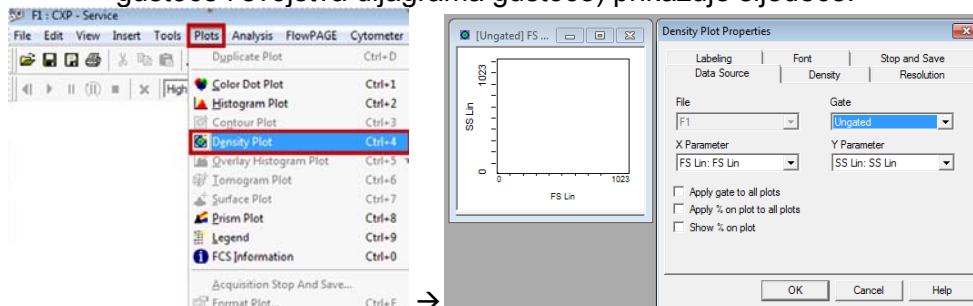 gustoće i svojstva dijagrama gustoće) prikazuje sljedeće:
F1 : CXP - Service
File Edit View Insert Tools Plots Analysis FlowPAGE Cytometer
Duplicate Plot Ctrl+D
High
Color Dot Plot Ctrl+1
Histogram Plot Ctrl+2
Contour Plot Ctrl+3
Density Plot Ctrl+4
Overlay Histogram Plot Ctrl+5
Tomogram Plot Ctrl+6
Surface Plot Ctrl+7
Prism Plot Ctrl+8
Legend Ctrl+9
FCS Information Ctrl+0
Acquisition Stop And Save...
Format Plot... Ctrl+F
→
[Ungated] FS ...
1023
SS Lin
0
0 1023
FS Lin
Density Plot Properties
Labeling Font Stop and Save
Data Source Density Resolution
File Gate
F1 Ungated
X Parameter Y Parameter
FS Lin: FS Lin SS Lin: SS Lin
Apply gate to all plots
Apply % on plot to all plots
Show % on plot
OK Cancel Help